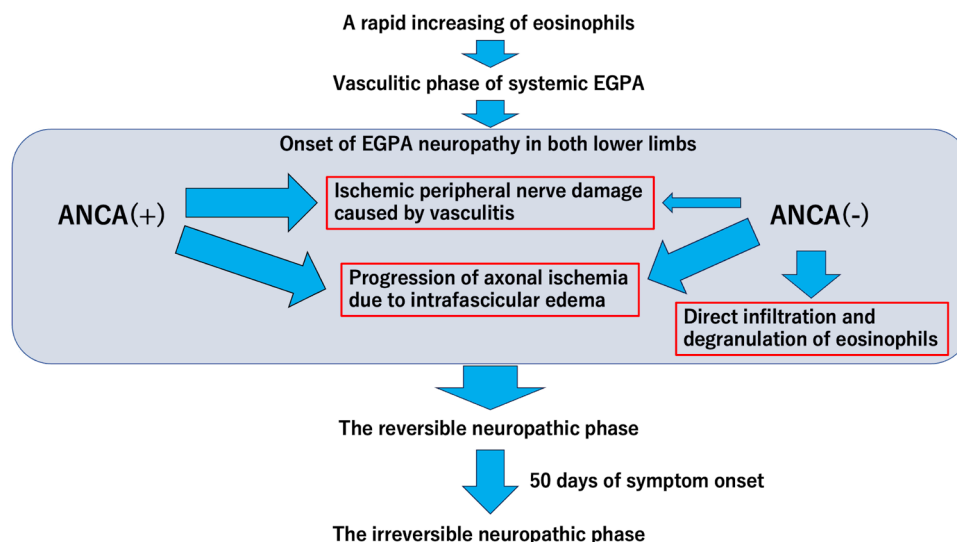 A rapid increasing of eosinophils
Vasculitic phase of systemic EGPA
Onset of EGPA neuropathy in both lower limbs
Ischemic peripheral nerve damage
caused by vasculitis
ANCA(+)
ANCA(-)
Progression of axonal ischemia
due to intrafascicular edema
Direct infiltration and
degranulation of eosinophils
The reversible neuropathic phase
50 days of symptom onset
The irreversible neuropathic phase